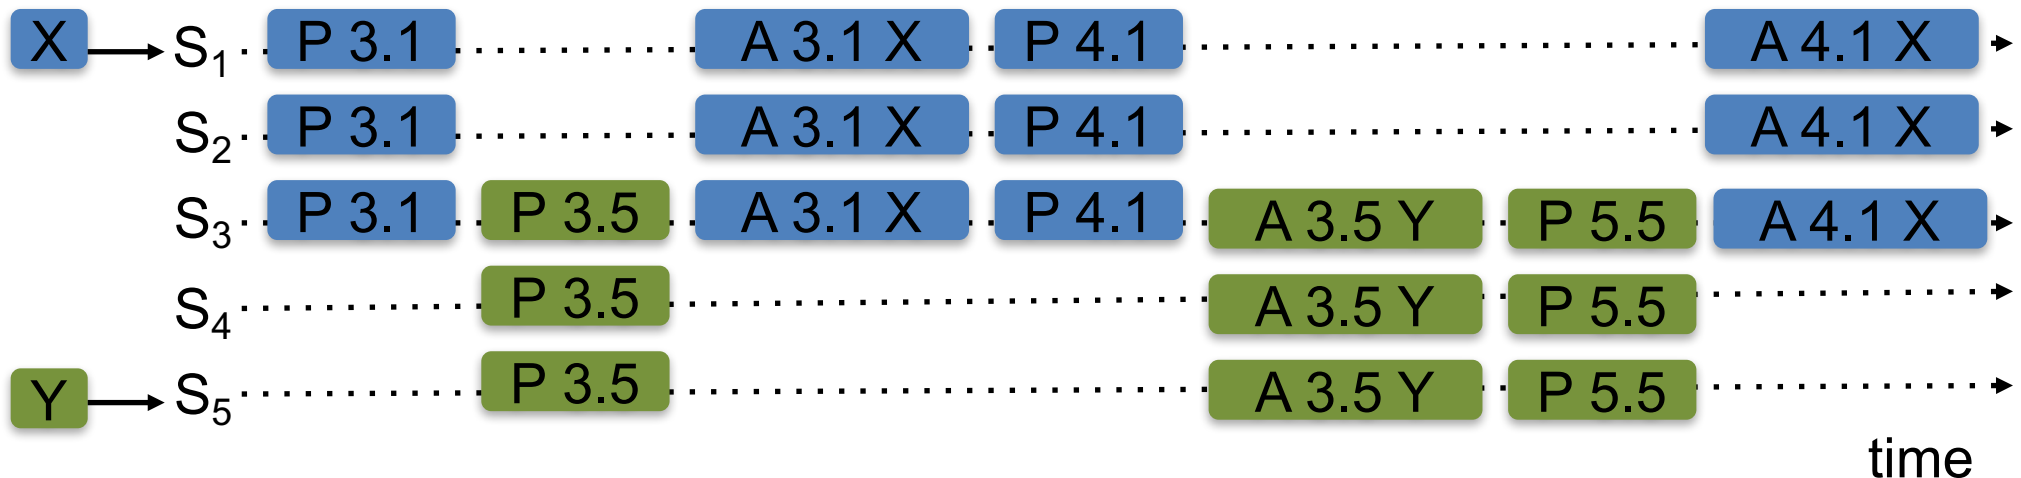 X S1 P 3.1 A 3.1 X P 4.1 A 4.1 X
S2 P 3.1 A 3.1 X P 4.1 A 4.1 X
S3 P 3.1 P 3.5 A 3.1 X P 4.1 A 3.5 Y P 5.5 A 4.1 X
S4 P 3.5 A 3.5 Y P 5.5
Y S5 P 3.5 A 3.5 Y P 5.5
time